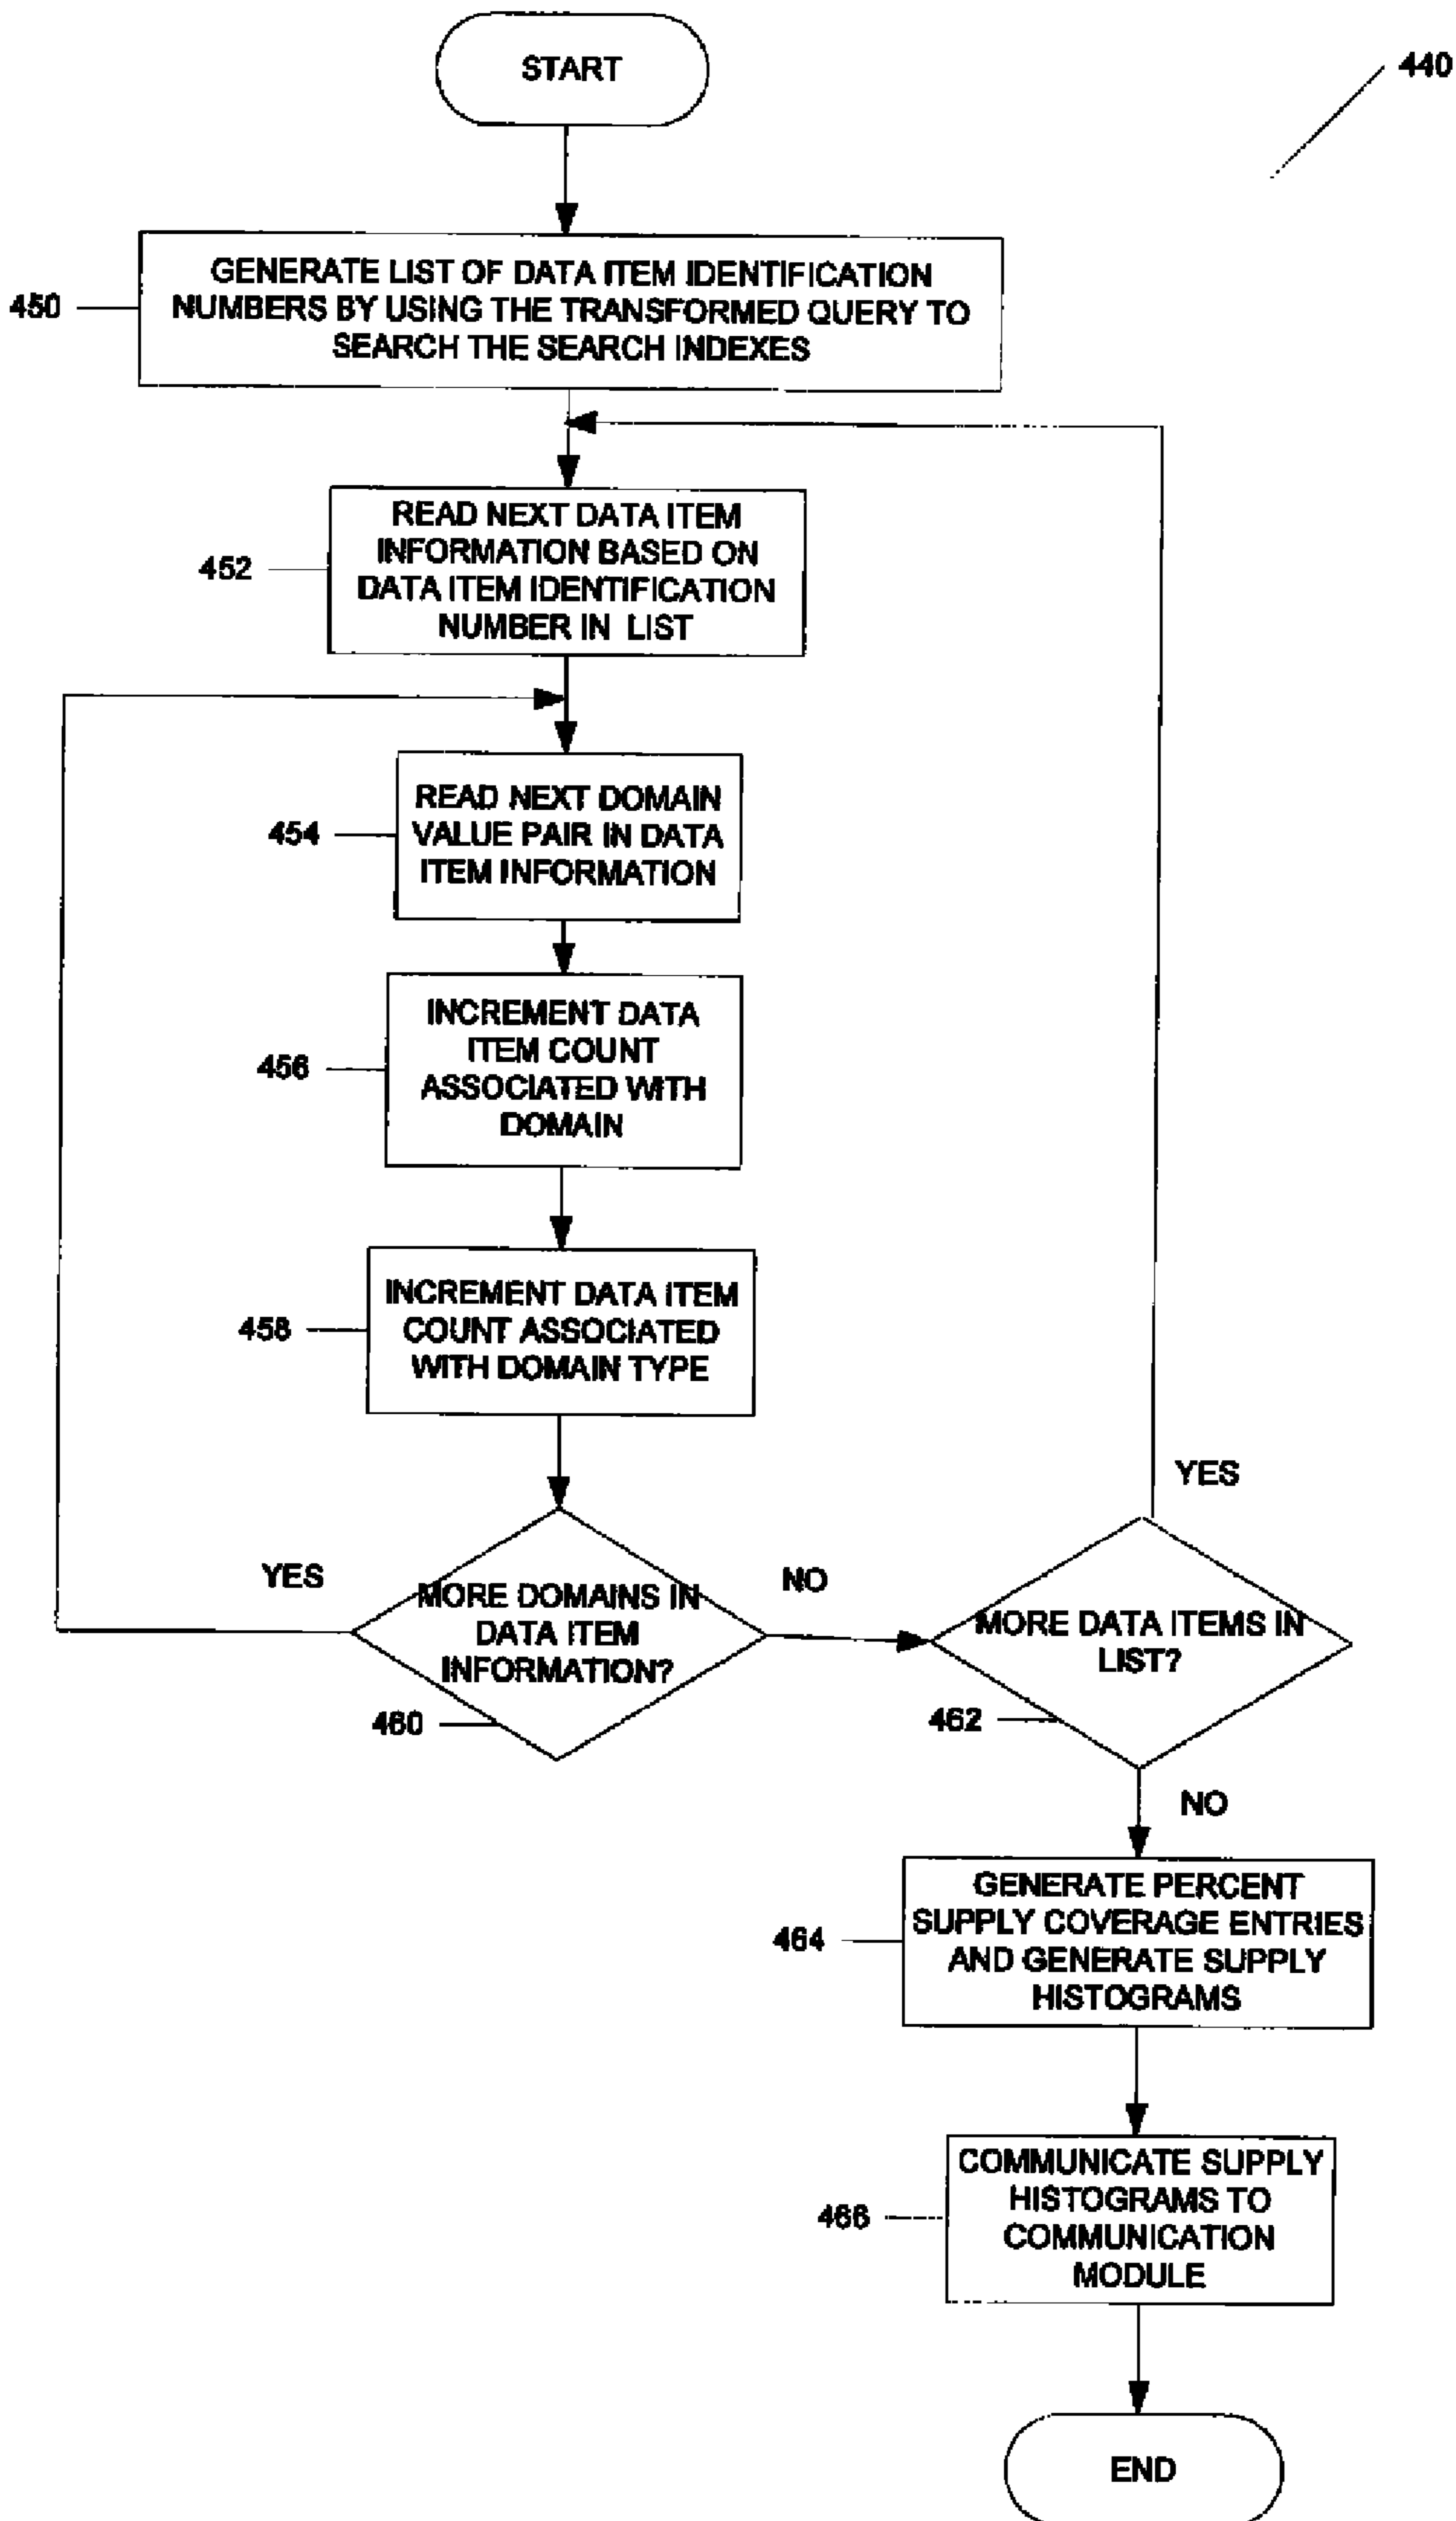 START
440
450
GENERATE LIST OF DATA ITEM IDENTIFICATION
NUMBERS BY USING THE TRANSFORMED QUERY TO
SEARCH THE SEARCH INDEXES
452
READ NEXT DATA ITEM
INFORMATION BASED ON
DATA ITEM IDENTIFICATION
NUMBER IN LIST
454
READ NEXT DOMAIN
VALUE PAIR IN DATA
ITEM INFORMATION
456
INCREMENT DATA
ITEM COUNT
ASSOCIATED WITH
DOMAIN
458
INCREMENT DATA ITEM
COUNT ASSOCIATED
WITH DOMAIN TYPE
YES
MORE DOMAINS IN
DATA ITEM
INFORMATION?
460
NO
YES
MORE DATA ITEMS IN
LIST?
462
NO
464
GENERATE PERCENT
SUPPLY COVERAGE ENTRIES
AND GENERATE SUPPLY
HISTOGRAMS
466
COMMUNICATE SUPPLY
HISTOGRAMS TO
COMMUNICATION
MODULE
END